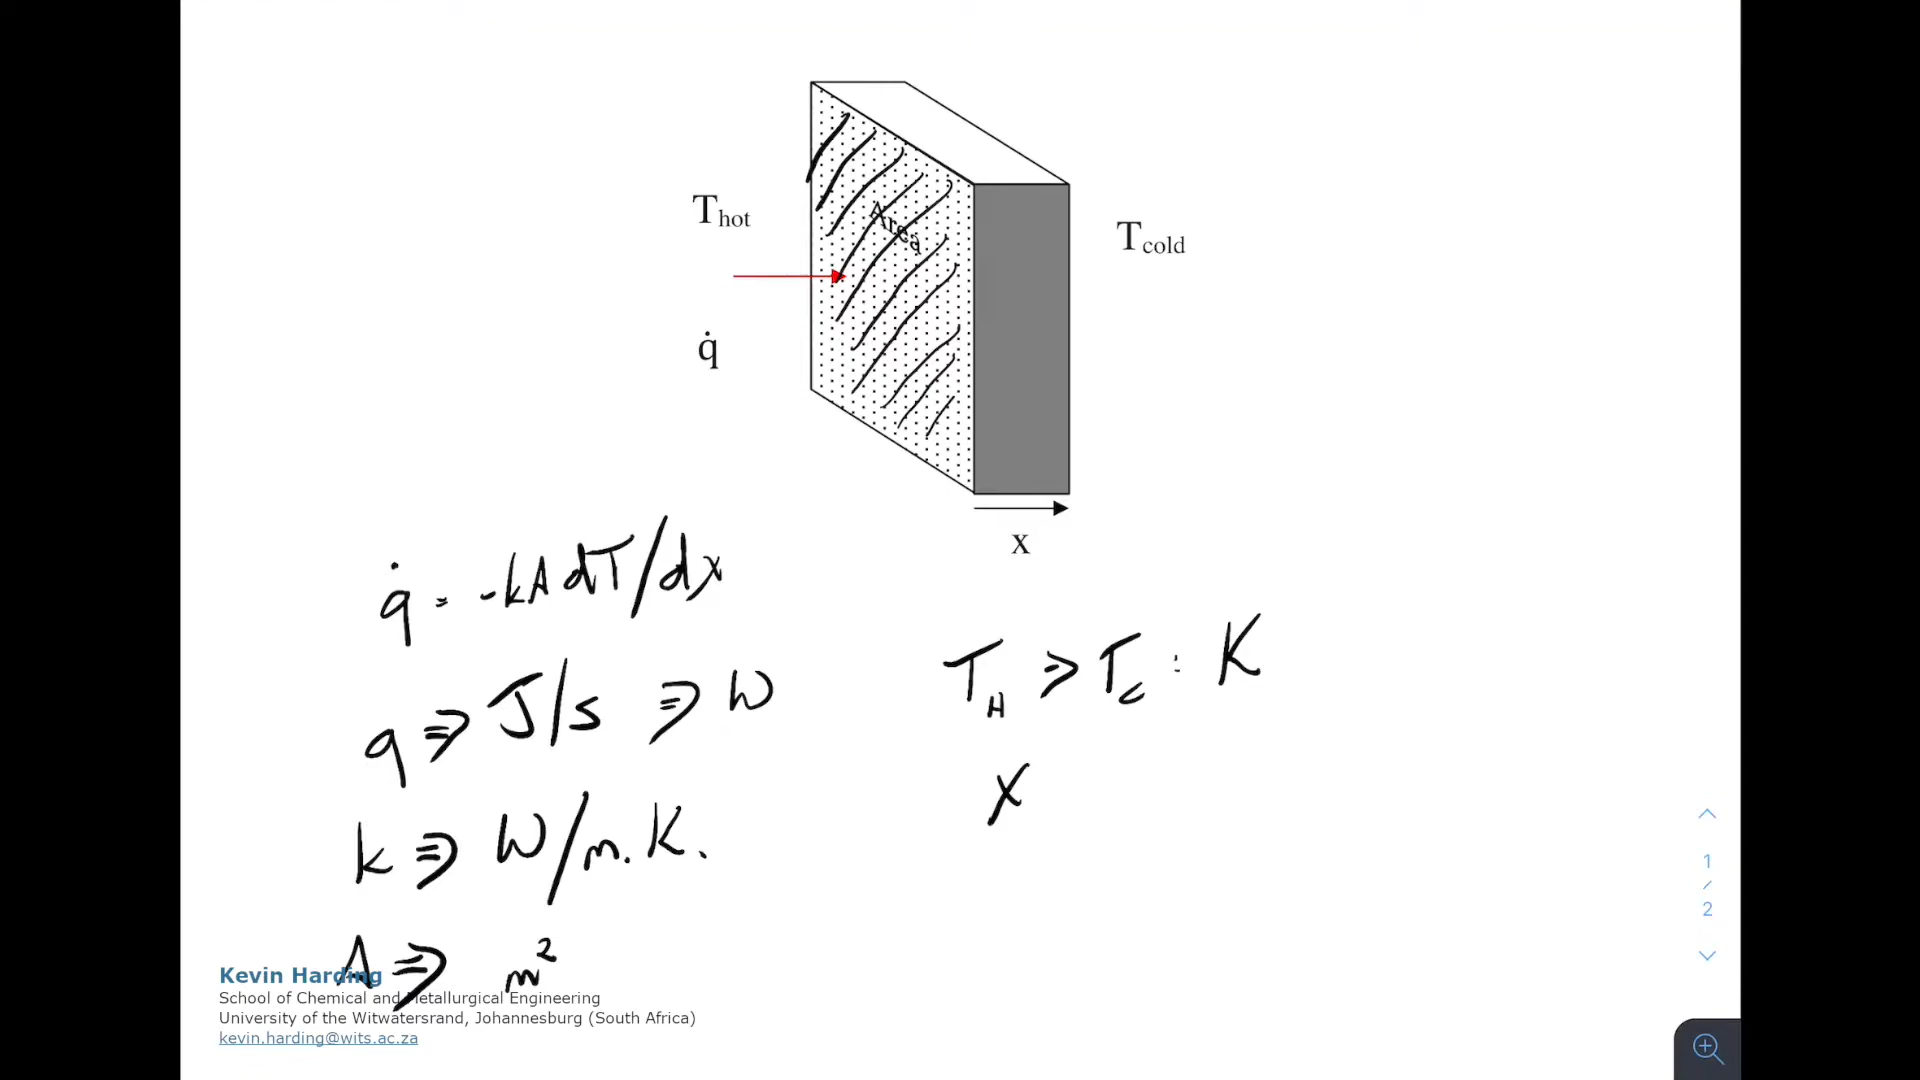 T_hot
Area
T_cold
q̇
x
q̇ = -kA dT/dx
q ⇒ J/s ⇒ W
k ⇒ W/m.K.
A ⇒ m²
T_H ⇒ T_C : K
x
1
/
2
Kevin Harding
School of Chemical and Metallurgical Engineering
University of the Witwatersrand, Johannesburg (South Africa)
kevin.harding@wits.ac.za